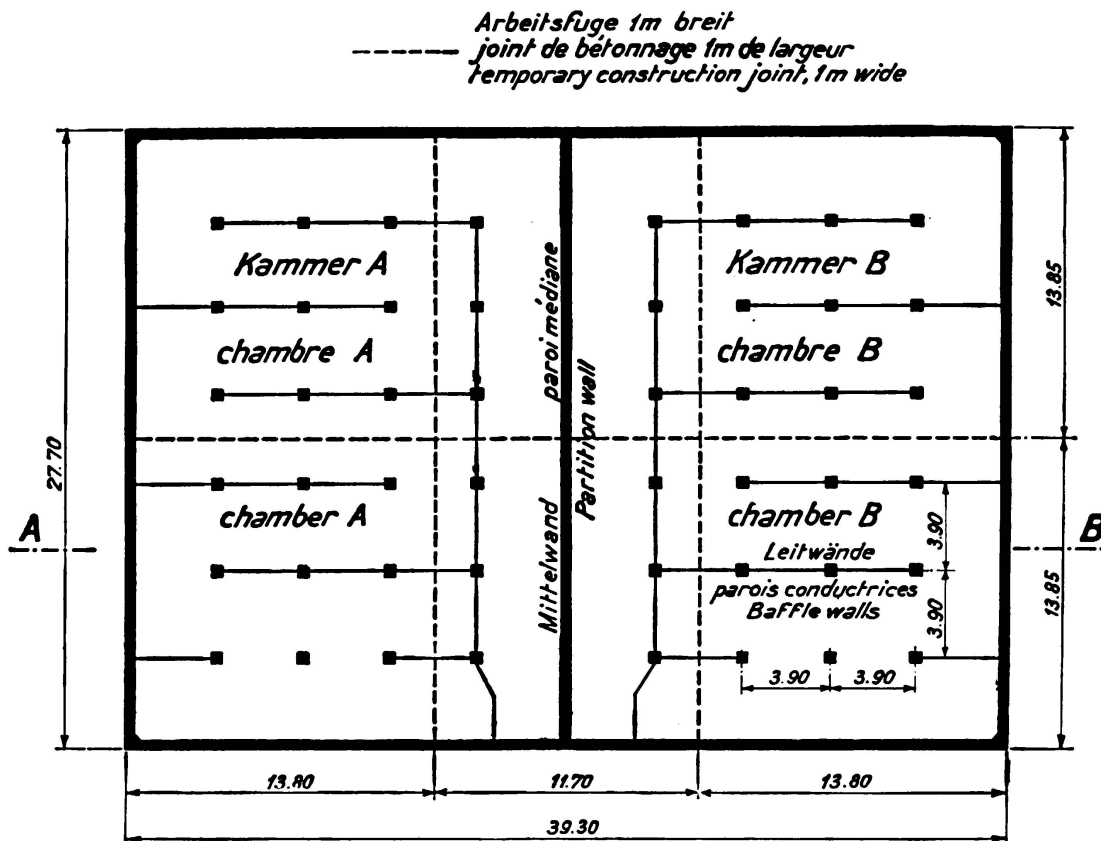 Arbeitsfuge 1m breit
joint de bétonnage 1m de largeur
temporary construction joint, 1m wide
Kammer A
chambre A
chamber A
Mittelwand
paroi médiane
Partition wall
Kammer B
chambre B
chamber B
Leitwände
parois conductrices
Baffle walls
3.90
3.90
3.90
3.90
27.70
13.85
13.85
A
B
13.80
11.70
13.80
39.30